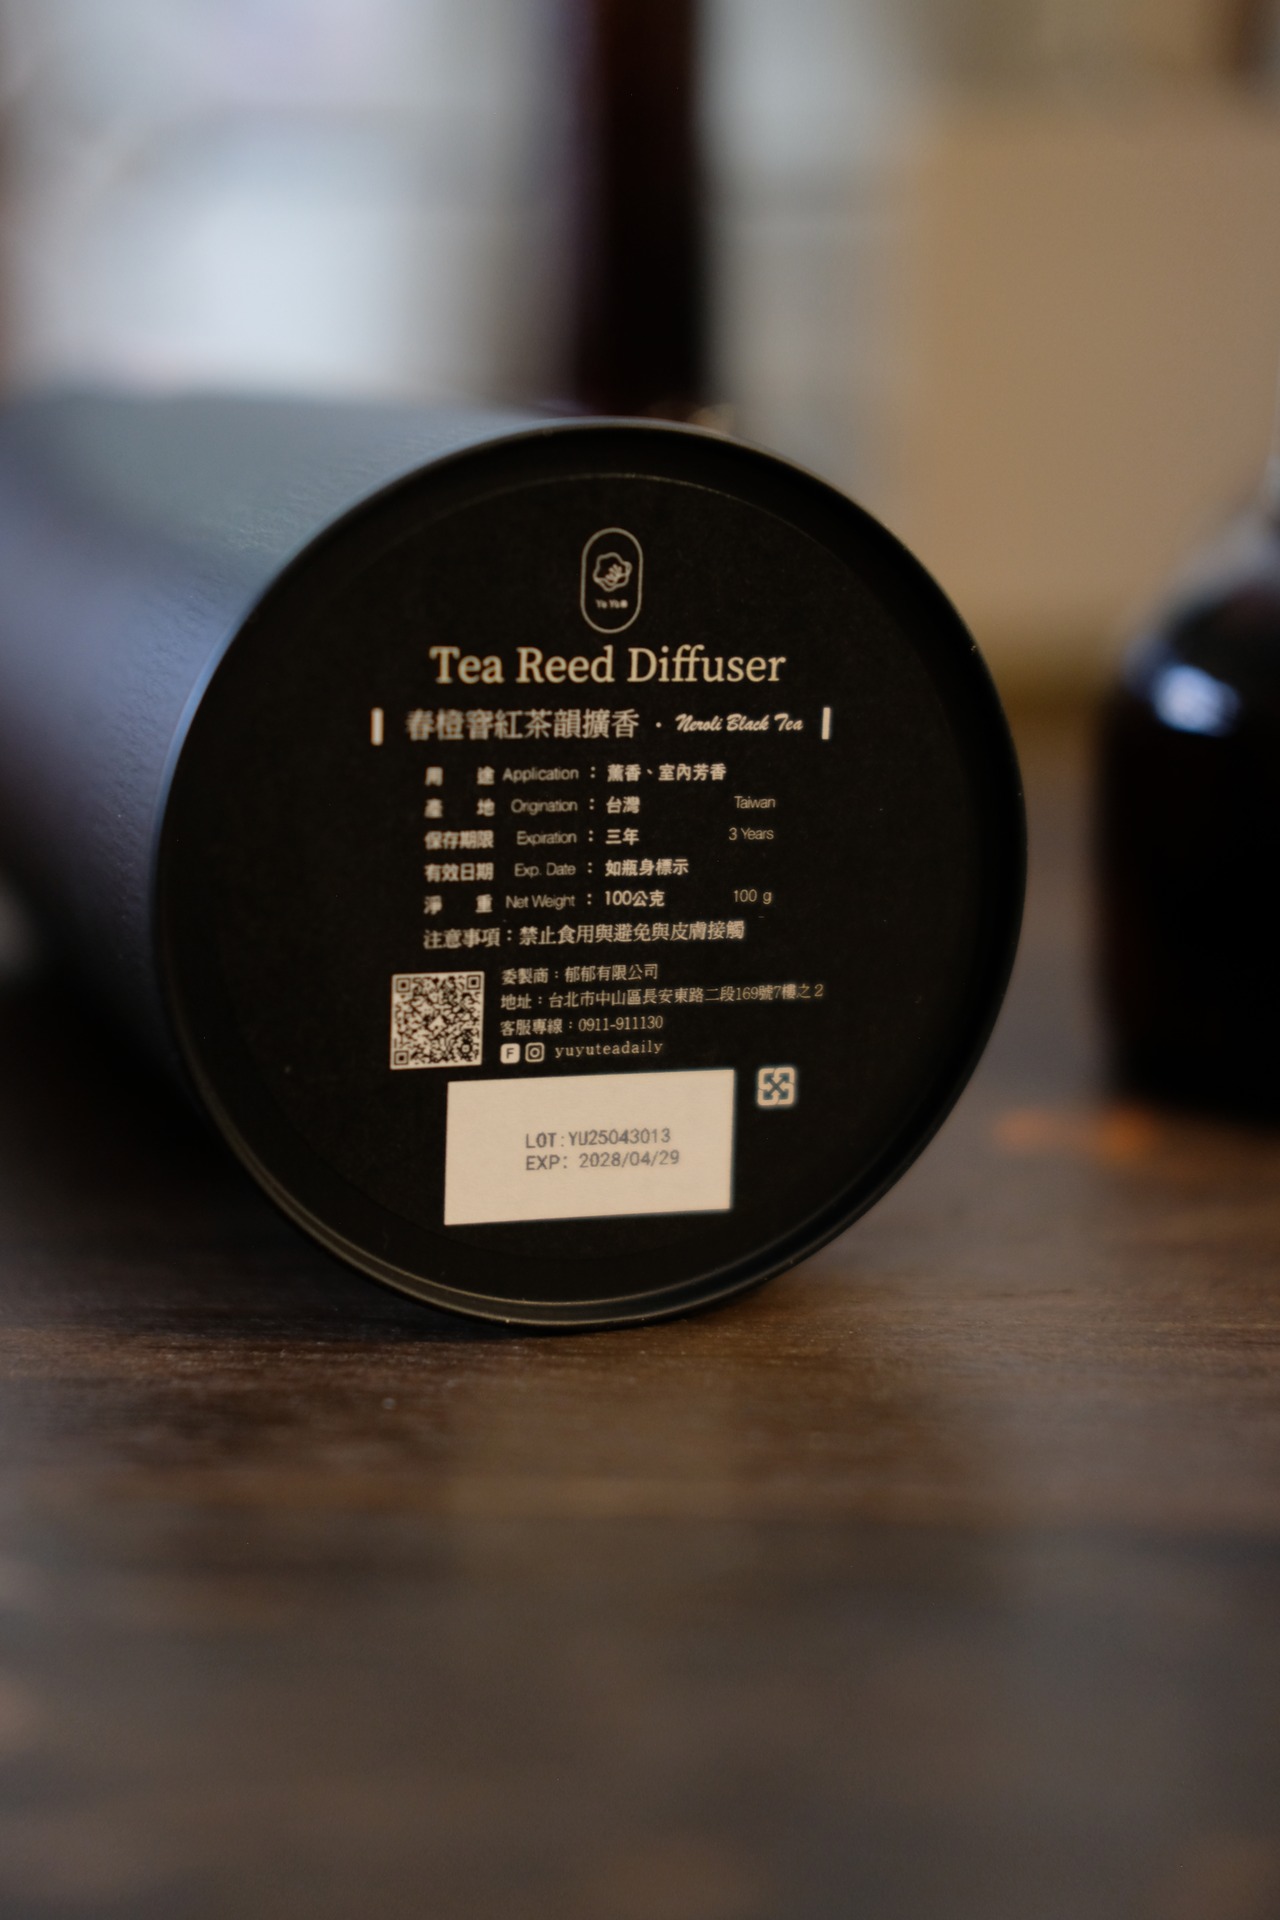 Yu Yu
Tea Reed Diffuser
春橙窨紅茶韻擴香 · Neroli Black Tea
用 途 Application : 薰香、室內芳香
產 地 Origination : 台灣 Taiwan
保存期限 Expiration : 三年 3 Years
有效日期 Exp. Date : 如瓶身標示
淨 重 Net Weight : 100公克 100 g
注意事項：禁止食用與避免與皮膚接觸
委製商：郁郁有限公司
地址：台北市中山區長安東路二段169號7樓之2
客服專線：0911-911130
yuyuteadaily
LOT:YU25043013
EXP: 2028/04/29